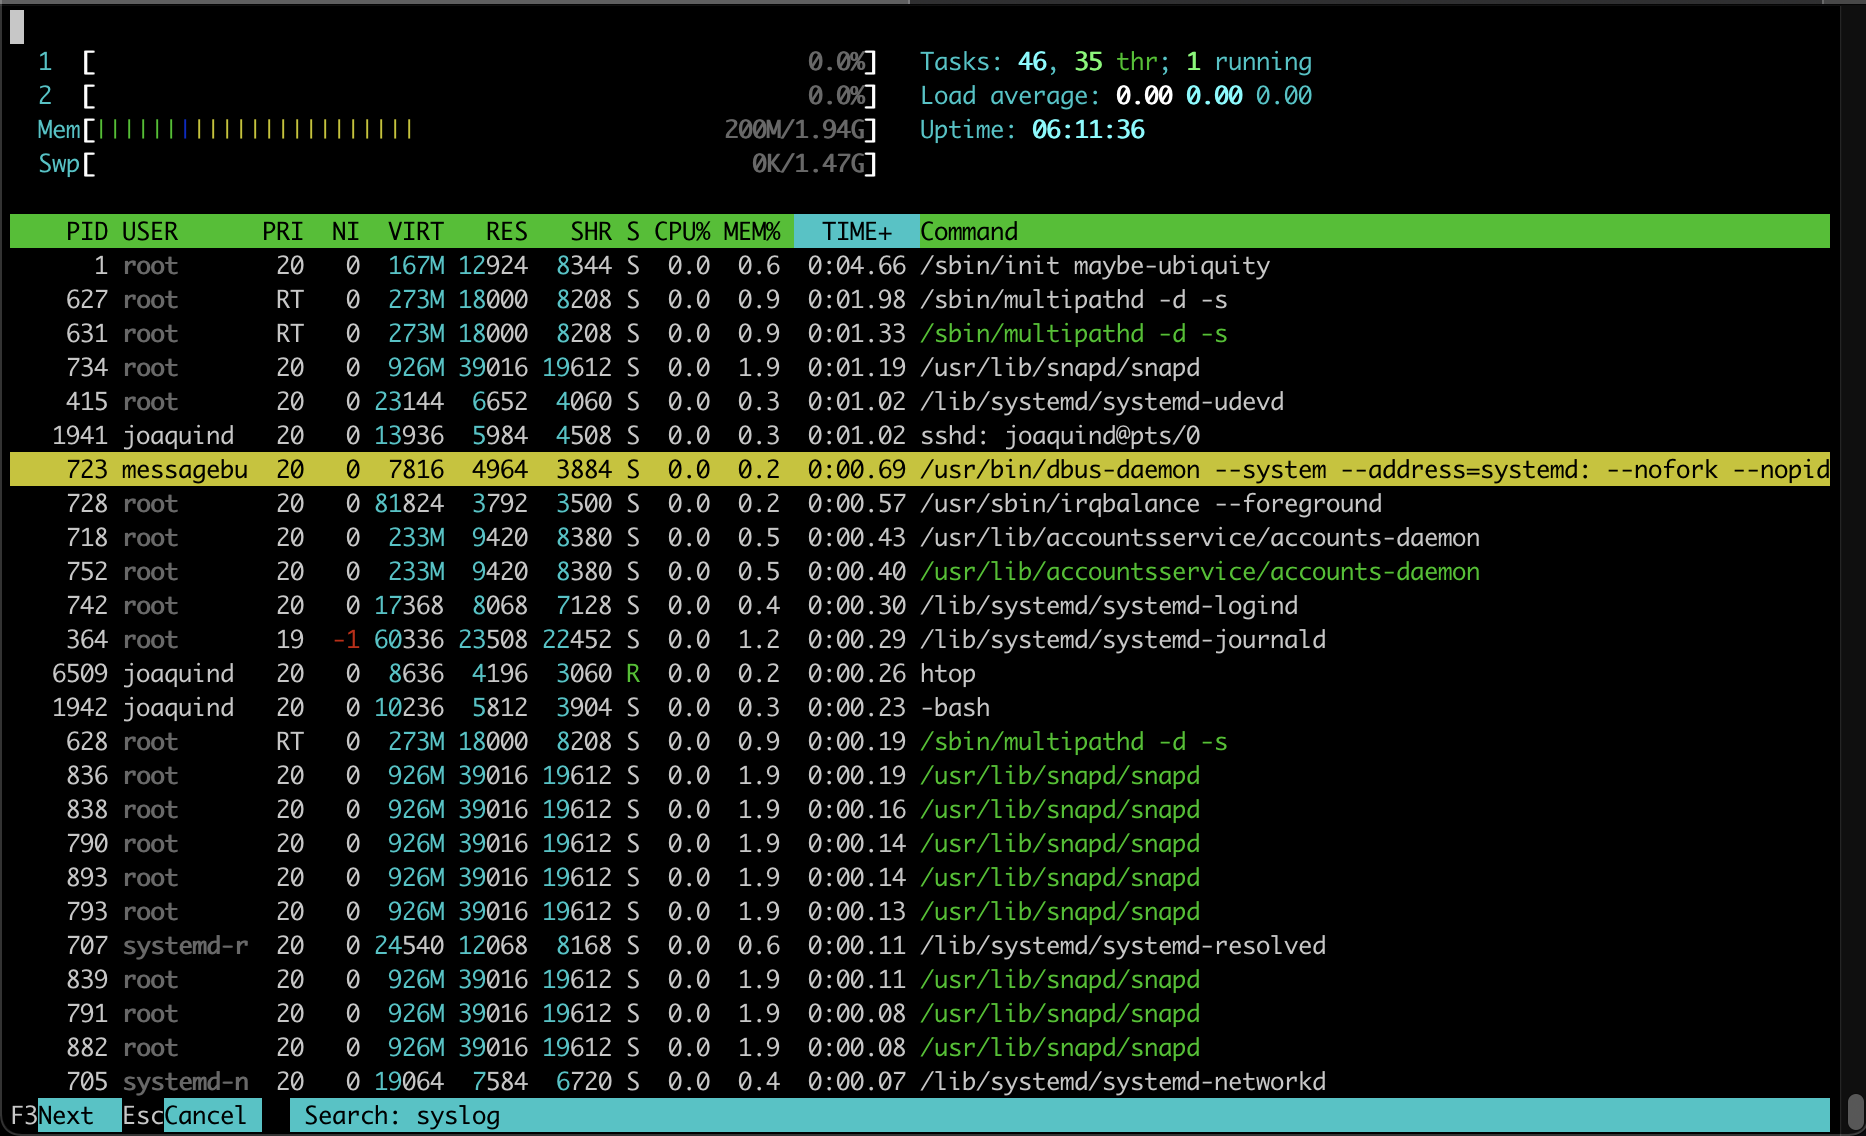 1 [ 0.0%] Tasks: 46, 35 thr; 1 running
2 [ 0.0%] Load average: 0.00 0.00 0.00
Mem[|||||||||||||||||||||||200M/1.94G] Uptime: 06:11:36
Swp[ 0K/1.47G]
PID USER PRI NI VIRT RES SHR S CPU% MEM% TIME+ Command
1 root 20 0 167M 12924 8344 S 0.0 0.6 0:04.66 /sbin/init maybe-ubiquity
627 root RT 0 273M 18000 8208 S 0.0 0.9 0:01.98 /sbin/multipathd -d -s
631 root RT 0 273M 18000 8208 S 0.0 0.9 0:01.33 /sbin/multipathd -d -s
734 root 20 0 926M 39016 19612 S 0.0 1.9 0:01.19 /usr/lib/snapd/snapd
415 root 20 0 23144 6652 4060 S 0.0 0.3 0:01.02 /lib/systemd/systemd-udevd
1941 joaquind 20 0 13936 5984 4508 S 0.0 0.3 0:01.02 sshd: joaquind@pts/0
723 messagebu 20 0 7816 4964 3884 S 0.0 0.2 0:00.69 /usr/bin/dbus-daemon --system --address=systemd: --nofork --nopid
728 root 20 0 81824 3792 3500 S 0.0 0.2 0:00.57 /usr/sbin/irqbalance --foreground
718 root 20 0 233M 9420 8380 S 0.0 0.5 0:00.43 /usr/lib/accountsservice/accounts-daemon
752 root 20 0 233M 9420 8380 S 0.0 0.5 0:00.40 /usr/lib/accountsservice/accounts-daemon
742 root 20 0 17368 8068 7128 S 0.0 0.4 0:00.30 /lib/systemd/systemd-logind
364 root 19 -1 60336 23508 22452 S 0.0 1.2 0:00.29 /lib/systemd/systemd-journald
6509 joaquind 20 0 8636 4196 3060 R 0.0 0.2 0:00.26 htop
1942 joaquind 20 0 10236 5812 3904 S 0.0 0.3 0:00.23 -bash
628 root RT 0 273M 18000 8208 S 0.0 0.9 0:00.19 /sbin/multipathd -d -s
836 root 20 0 926M 39016 19612 S 0.0 1.9 0:00.19 /usr/lib/snapd/snapd
838 root 20 0 926M 39016 19612 S 0.0 1.9 0:00.16 /usr/lib/snapd/snapd
790 root 20 0 926M 39016 19612 S 0.0 1.9 0:00.14 /usr/lib/snapd/snapd
893 root 20 0 926M 39016 19612 S 0.0 1.9 0:00.14 /usr/lib/snapd/snapd
793 root 20 0 926M 39016 19612 S 0.0 1.9 0:00.13 /usr/lib/snapd/snapd
707 systemd-r 20 0 24540 12068 8168 S 0.0 0.6 0:00.11 /lib/systemd/systemd-resolved
839 root 20 0 926M 39016 19612 S 0.0 1.9 0:00.11 /usr/lib/snapd/snapd
791 root 20 0 926M 39016 19612 S 0.0 1.9 0:00.08 /usr/lib/snapd/snapd
882 root 20 0 926M 39016 19612 S 0.0 1.9 0:00.08 /usr/lib/snapd/snapd
705 systemd-n 20 0 19064 7584 6720 S 0.0 0.4 0:00.07 /lib/systemd/systemd-networkd
F3Next EscCancel Search: syslog